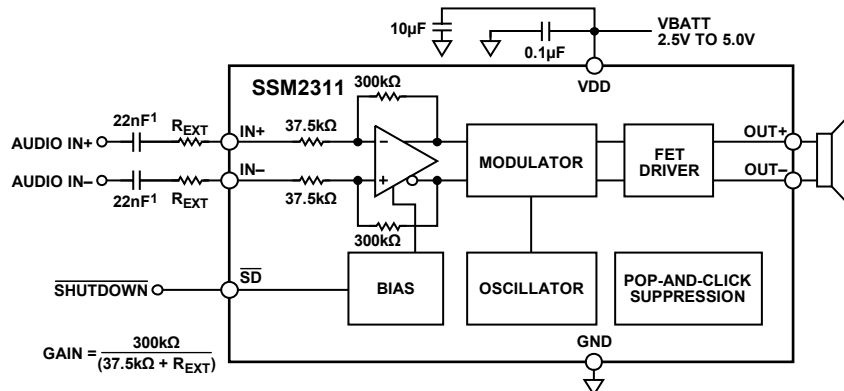 10µF
0.1µF
VBATT
2.5V TO 5.0V
VDD
SSM2311
300kΩ
22nF1
REXT
IN+
37.5kΩ
AUDIO IN+
AUDIO IN–
22nF1
REXT
IN–
37.5kΩ
–
+
300kΩ
MODULATOR
FET
DRIVER
OUT+
OUT–
SHUTDOWN
SD
BIAS
OSCILLATOR
POP-AND-CLICK
SUPPRESSION
GAIN = 300kΩ
(37.5kΩ + REXT)
GND